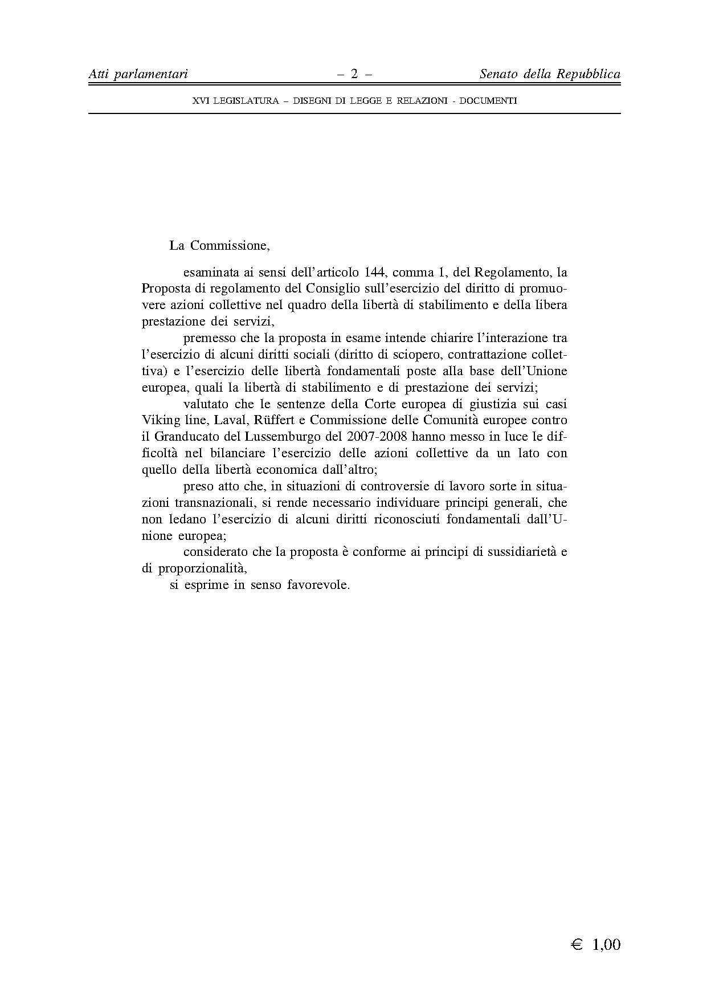 Atti parlamentari – 2 – Senato della Repubblica
XVI LEGISLATURA – DISEGNI DI LEGGE E RELAZIONI - DOCUMENTI
La Commissione,
esaminata ai sensi dell’articolo 144, comma 1, del Regolamento, la
Proposta di regolamento del Consiglio sull’esercizio del diritto di promuo-
vere azioni collettive nel quadro della libertà di stabilimento e della libera
prestazione dei servizi,
premesso che la proposta in esame intende chiarire l’interazione tra
l’esercizio di alcuni diritti sociali (diritto di sciopero, contrattazione collet-
tiva) e l’esercizio delle libertà fondamentali poste alla base dell’Unione
europea, quali la libertà di stabilimento e di prestazione dei servizi;
valutato che le sentenze della Corte europea di giustizia sui casi
Viking line, Laval, Rüffert e Commissione delle Comunità europee contro
il Granducato del Lussemburgo del 2007-2008 hanno messo in luce le dif-
ficoltà nel bilanciare l’esercizio delle azioni collettive da un lato con
quello della libertà economica dall’altro;
preso atto che, in situazioni di controversie di lavoro sorte in situa-
zioni transnazionali, si rende necessario individuare principi generali, che
non ledano l’esercizio di alcuni diritti riconosciuti fondamentali dall’U-
nione europea;
considerato che la proposta è conforme ai principi di sussidiarietà e
di proporzionalità,
si esprime in senso favorevole.
€ 1,00